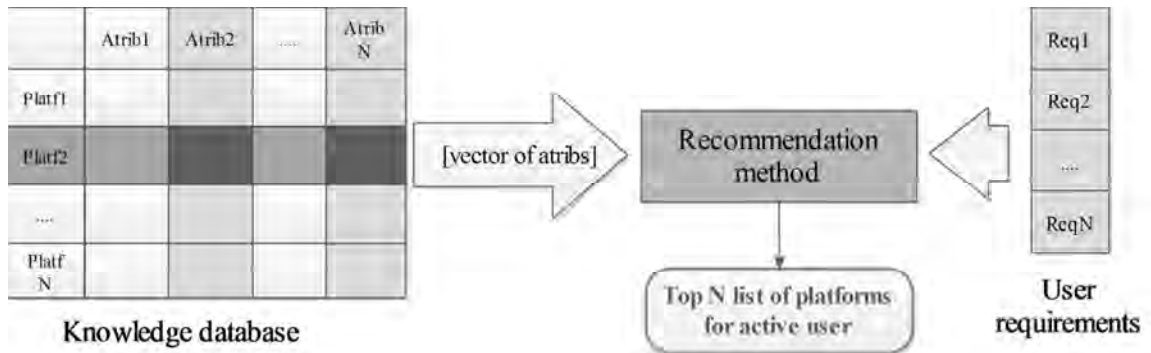 Atrib1 Atrib2 ..... Atrib
N
Platf1
Platf2
....
Platf
N
Knowledge database
[vector of atribs]
Recommendation
method
Top N list of platforms
for active user
Req1
Req2
....
ReqN
User
requirements